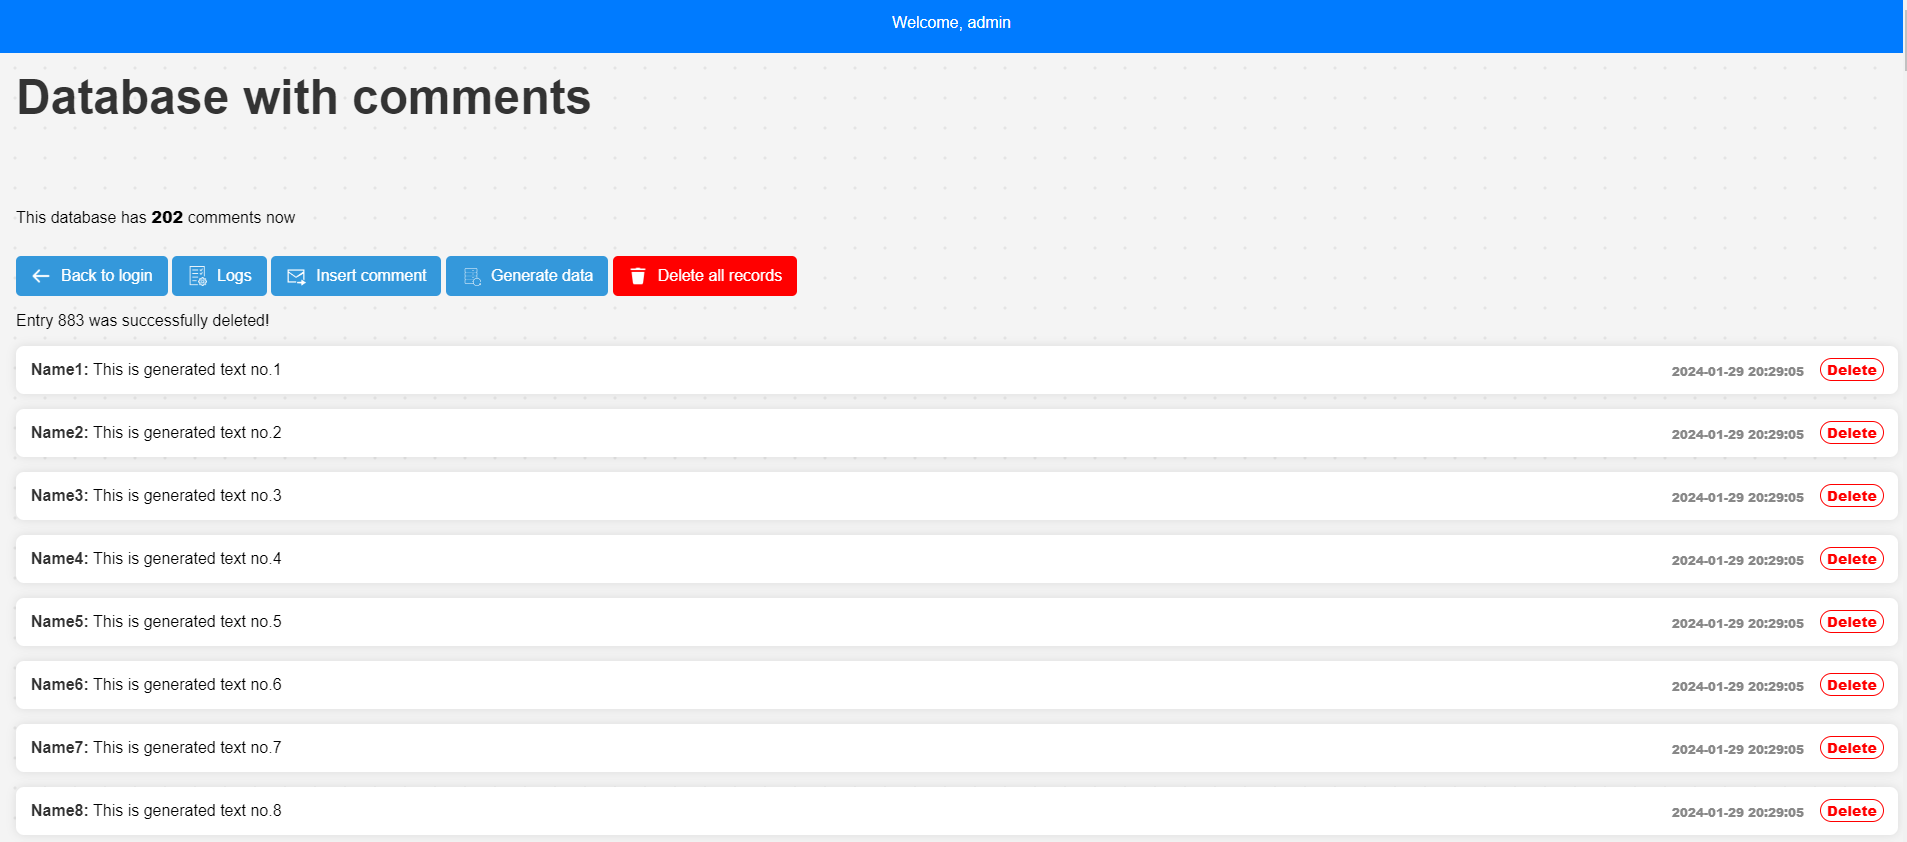 Welcome, admin
Database with comments
This database has 202 comments now
Back to login Logs Insert comment Generate data Delete all records
Entry 883 was successfully deleted!
Name1: This is generated text no.1 2024-01-29 20:29:05 Delete
Name2: This is generated text no.2 2024-01-29 20:29:05 Delete
Name3: This is generated text no.3 2024-01-29 20:29:05 Delete
Name4: This is generated text no.4 2024-01-29 20:29:05 Delete
Name5: This is generated text no.5 2024-01-29 20:29:05 Delete
Name6: This is generated text no.6 2024-01-29 20:29:05 Delete
Name7: This is generated text no.7 2024-01-29 20:29:05 Delete
Name8: This is generated text no.8 2024-01-29 20:29:05 Delete